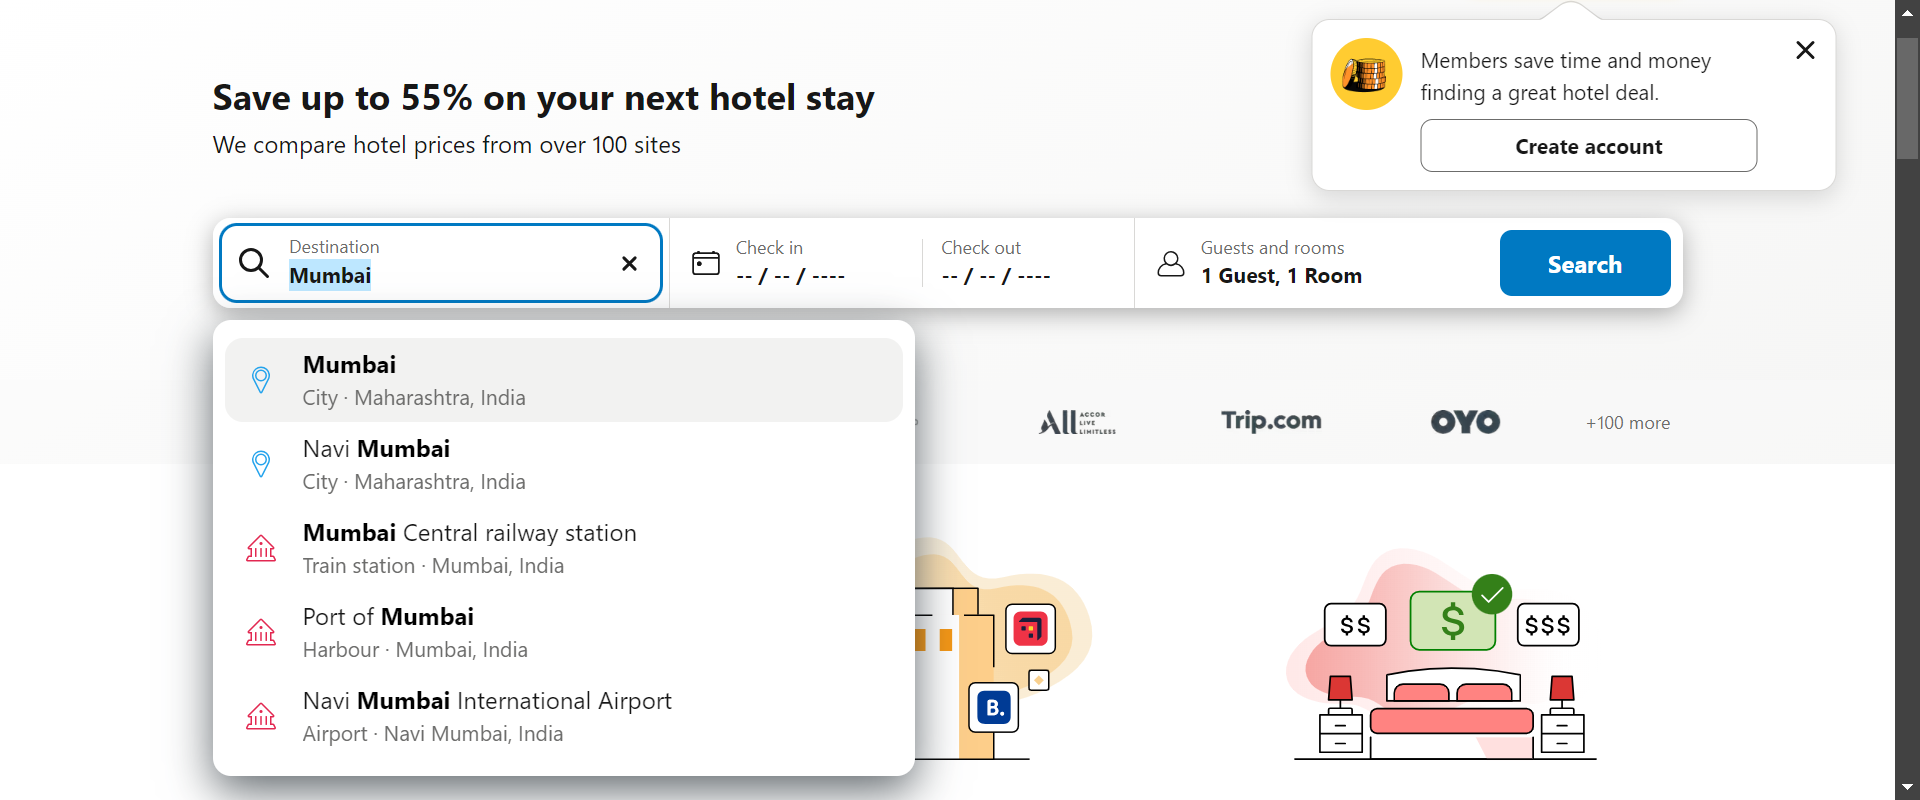 Save up to 55% on your next hotel stay
We compare hotel prices from over 100 sites
Members save time and money
finding a great hotel deal.
Create account
Destination
Mumbai
Check in
-- / -- / ----
Check out
-- / -- / ----
Guests and rooms
1 Guest, 1 Room
Search
Mumbai
City · Maharashtra, India
Navi Mumbai
City · Maharashtra, India
Mumbai Central railway station
Train station · Mumbai, India
Port of Mumbai
Harbour · Mumbai, India
Navi Mumbai International Airport
Airport · Navi Mumbai, India
All ACCOR
LIVE
LIMITLESS
Trip.com
OYO
+100 more
B.
$$
$
$$$